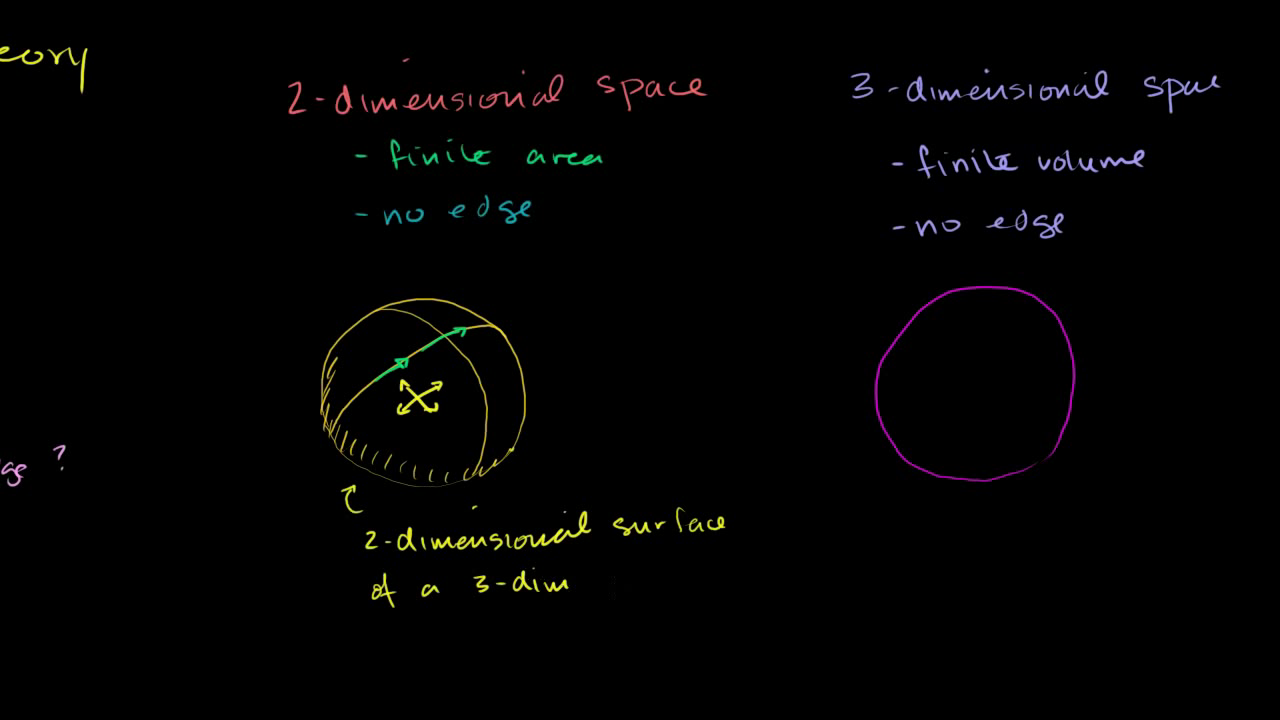 eory
2-dimensional space
- finite area
- no edge
3-dimensional space
- finite volume
- no edge
ge ?
2-dimensional surface
of a 3-dim